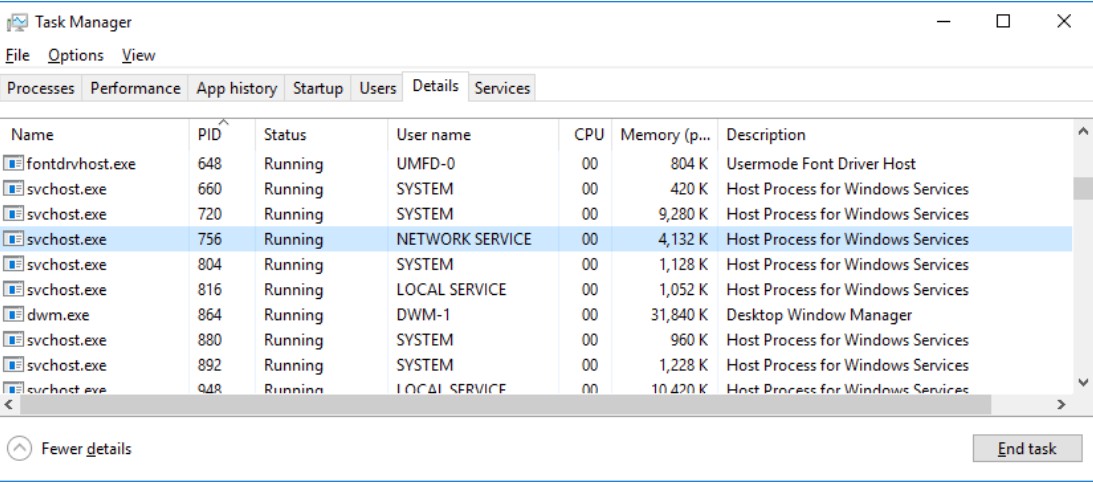 Task Manager
File Options View
Processes Performance App history Startup Users Details Services
Name PID Status User name CPU Memory (p... Description
fontdrvhost.exe 648 Running UMFD-0 00 804 K Usermode Font Driver Host
svchost.exe 660 Running SYSTEM 00 420 K Host Process for Windows Services
svchost.exe 720 Running SYSTEM 00 9,280 K Host Process for Windows Services
svchost.exe 756 Running NETWORK SERVICE 00 4,132 K Host Process for Windows Services
svchost.exe 804 Running SYSTEM 00 1,128 K Host Process for Windows Services
svchost.exe 816 Running LOCAL SERVICE 00 1,052 K Host Process for Windows Services
dwm.exe 864 Running DWM-1 00 31,840 K Desktop Window Manager
svchost.exe 880 Running SYSTEM 00 960 K Host Process for Windows Services
svchost.exe 892 Running SYSTEM 00 1,228 K Host Process for Windows Services
svchost.exe 948 Running LOCAL SERVICE 00 10,420 K Host Process for Windows Services
Fewer details End task